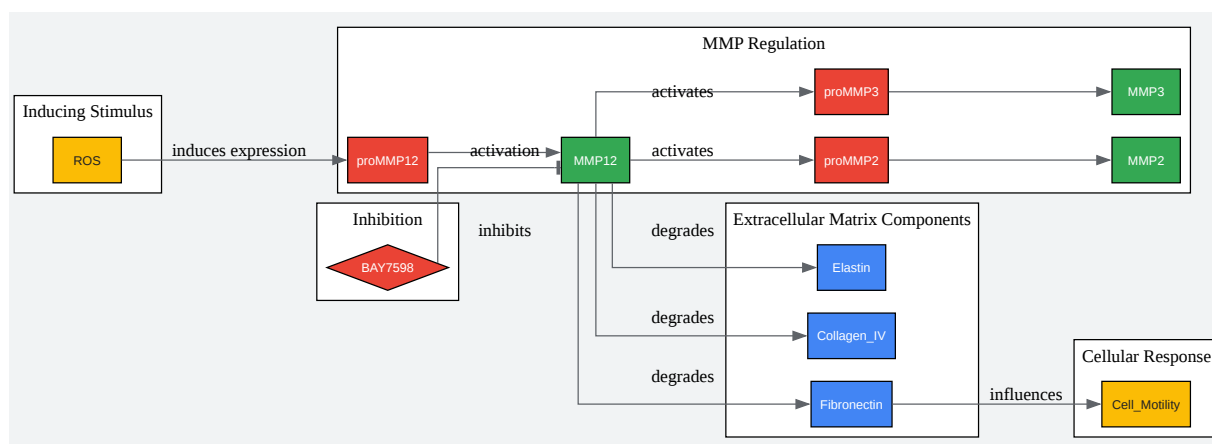 MMP Regulation
activates
proMMP3
MMP3
Inducing Stimulus
ROS
induces expression
proMMP12
activation
MMP12
activates
proMMP2
MMP2
Inhibition
BAY7598
inhibits
degrades
Extracellular Matrix Components
Elastin
degrades
Collagen_IV
degrades
Fibronectin
influences
Cellular Response
Cell_Motility